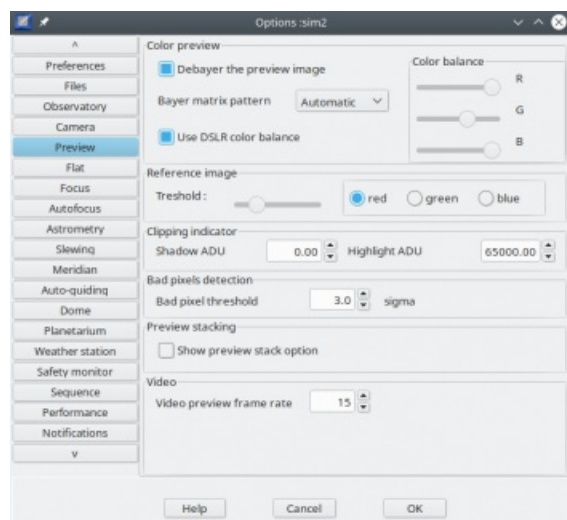 Options :sim2
^
Preferences
Files
Observatory
Camera
Preview
Flat
Focus
Autofocus
Astrometry
Slewing
Meridian
Auto-guiding
Dome
Planetarium
Weather station
Safety monitor
Sequence
Performance
Notifications
v
Color preview
Debayer the preview image
Bayer matrix pattern Automatic
Use DSLR color balance
Color balance
R
G
B
Reference image
Treshold : red green blue
Clipping indicator
Shadow ADU 0.00 Highlight ADU 65000.00
Bad pixels detection
Bad pixel threshold 3.0 sigma
Preview stacking
Show preview stack option
Video
Video preview frame rate 15
Help Cancel OK